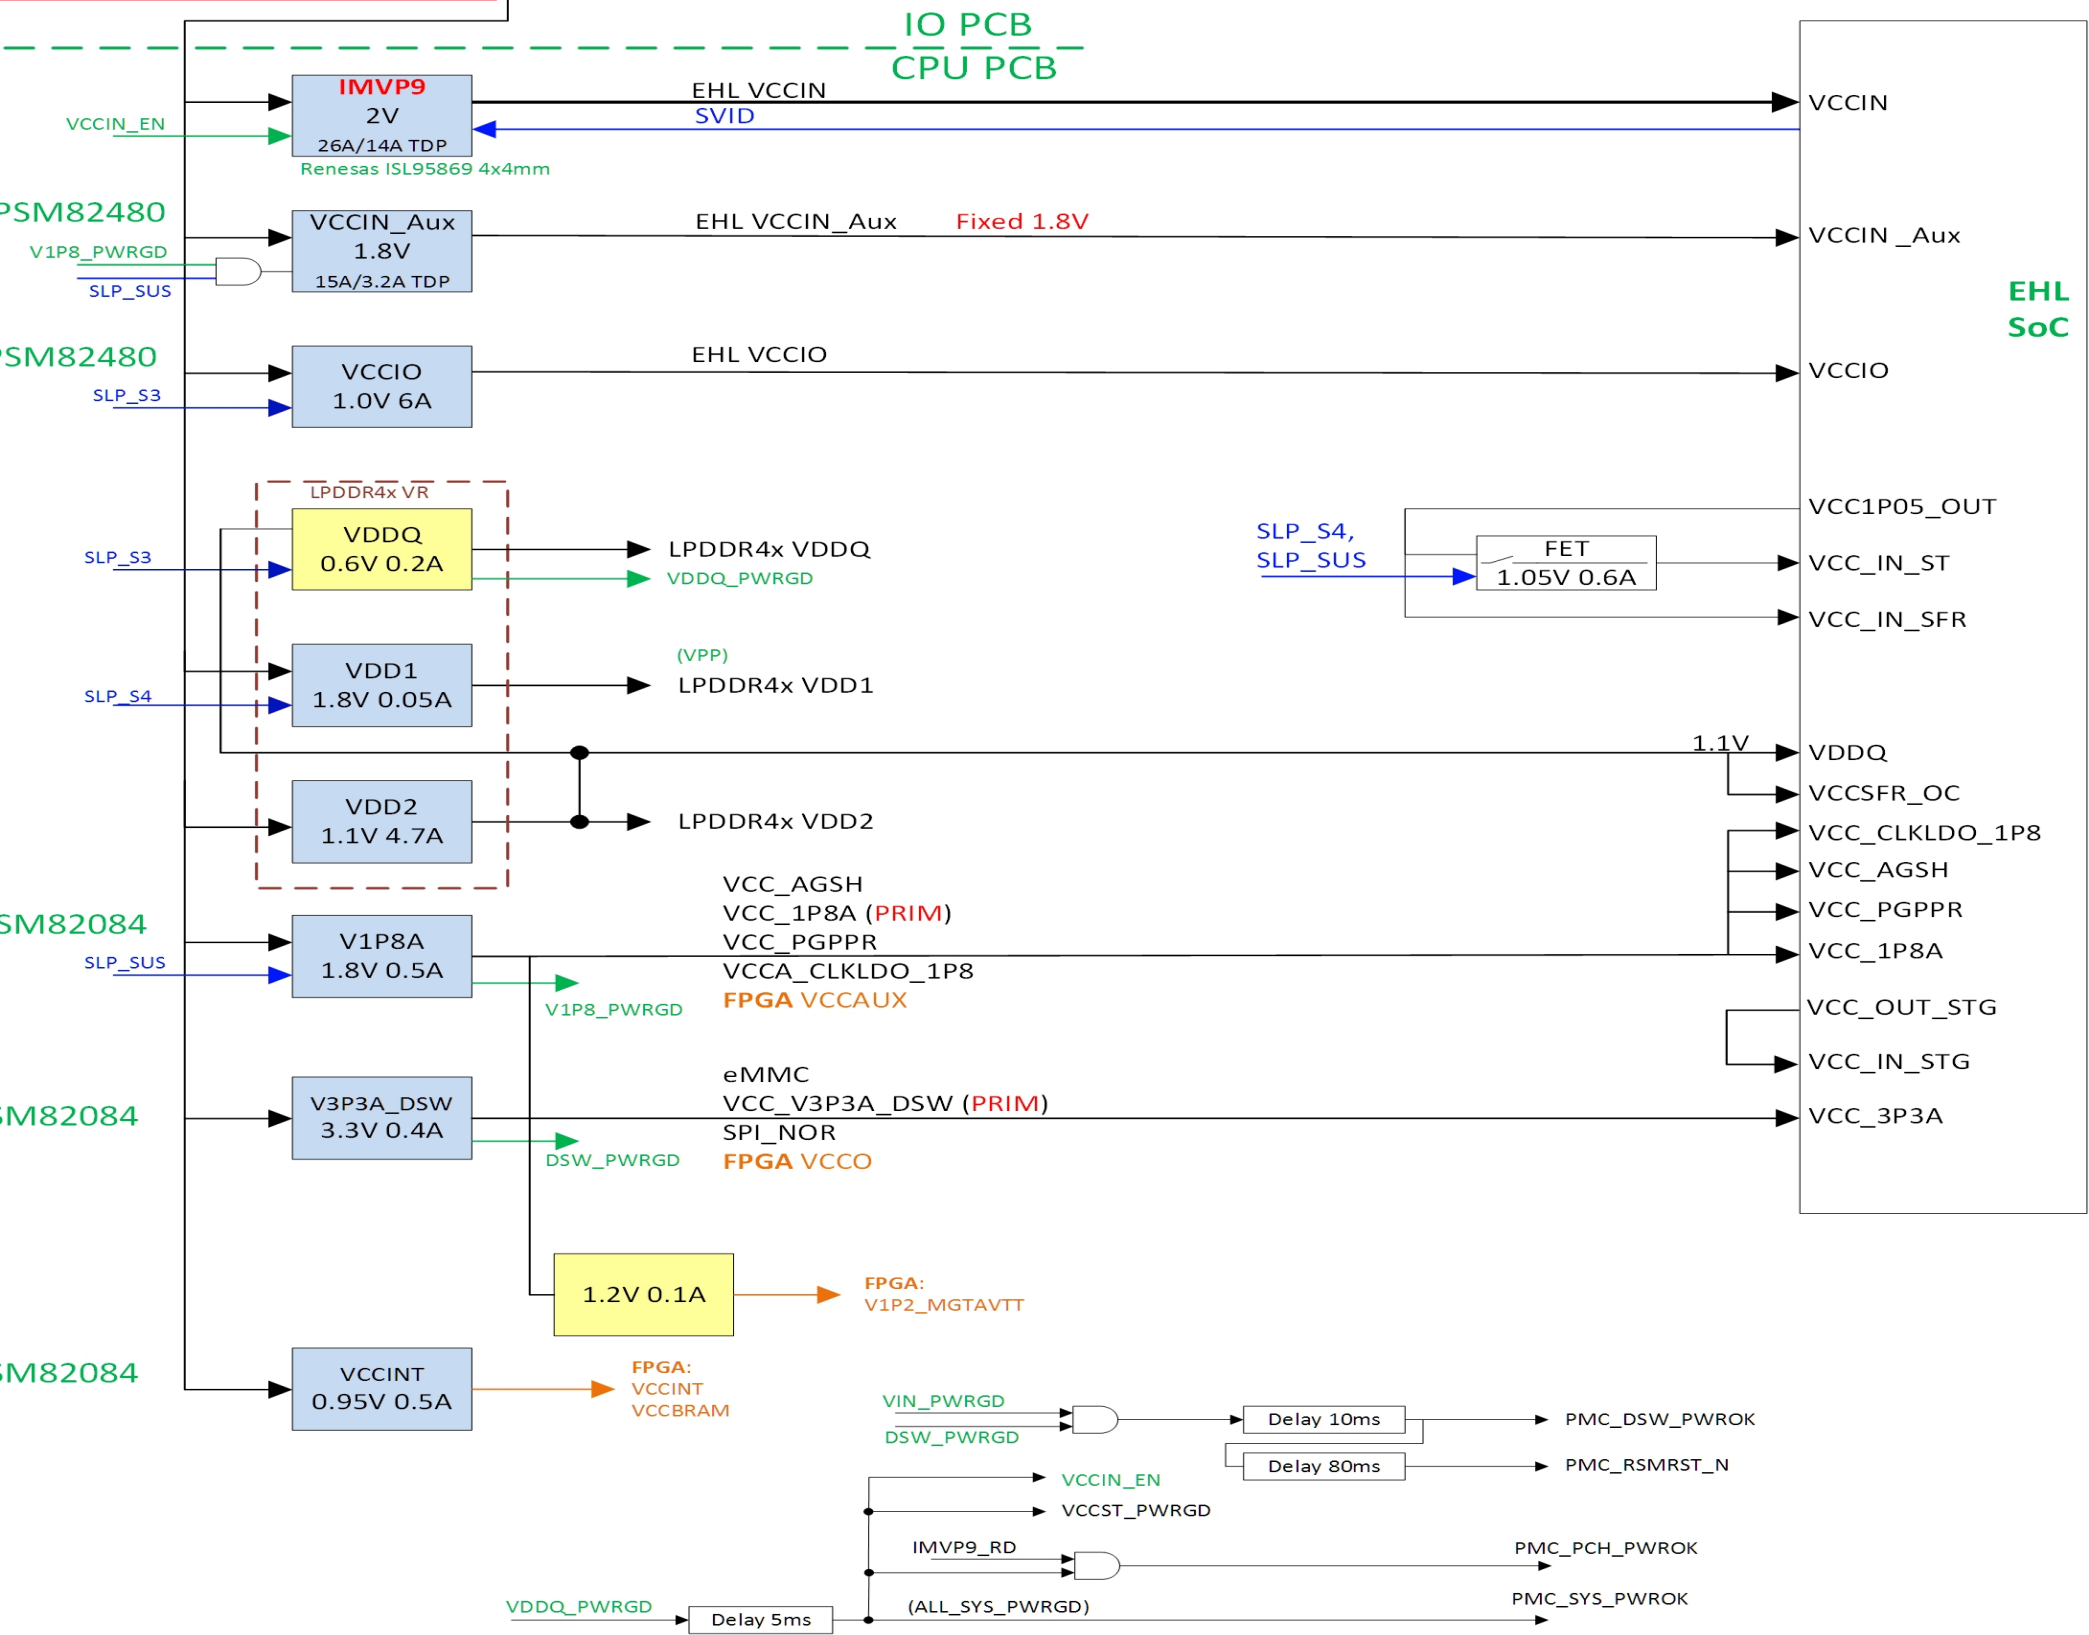 IO PCB
CPU PCB
IMVP9
2V
26A/14A TDP
Renesas ISL95869 4x4mm
VCCIN_EN
EHL VCCIN
SVID
VCCIN
PSM82480
V1P8_PWRGD
SLP_SUS
VCCIN_Aux
1.8V
15A/3.2A TDP
EHL VCCIN_Aux
Fixed 1.8V
VCCIN _Aux
EHL
SoC
PSM82480
SLP_S3
VCCIO
1.0V 6A
EHL VCCIO
VCCIO
LPDDR4x VR
SLP_S3
VDDQ
0.6V 0.2A
LPDDR4x VDDQ
VDDQ_PWRGD
SLP_S4,
SLP_SUS
FET
1.05V 0.6A
VCC1P05_OUT
VCC_IN_ST
VCC_IN_SFR
SLP_S4
VDD1
1.8V 0.05A
(VPP)
LPDDR4x VDD1
1.1V
VDDQ
VCCSFR_OC
VDD2
1.1V 4.7A
LPDDR4x VDD2
VCC_CLKLDO_1P8
VCC_AGSH
VCC_PGPPR
VCC_1P8A
SM82084
SLP_SUS
V1P8A
1.8V 0.5A
V1P8_PWRGD
VCC_AGSH
VCC_1P8A (PRIM)
VCC_PGPPR
VCCA_CLKLDO_1P8
FPGA VCCAUX
VCC_OUT_STG
VCC_IN_STG
SM82084
V3P3A_DSW
3.3V 0.4A
DSW_PWRGD
eMMC
VCC_V3P3A_DSW (PRIM)
SPI_NOR
FPGA VCCO
VCC_3P3A
1.2V 0.1A
FPGA:
V1P2_MGTAVTT
SM82084
VCCINT
0.95V 0.5A
FPGA:
VCCINT
VCCBRAM
VIN_PWRGD
DSW_PWRGD
Delay 10ms
PMC_DSW_PWROK
Delay 80ms
PMC_RSMRST_N
VCCIN_EN
VCCST_PWRGD
IMVP9_RD
PMC_PCH_PWROK
VDDQ_PWRGD
Delay 5ms
(ALL_SYS_PWRGD)
PMC_SYS_PWROK